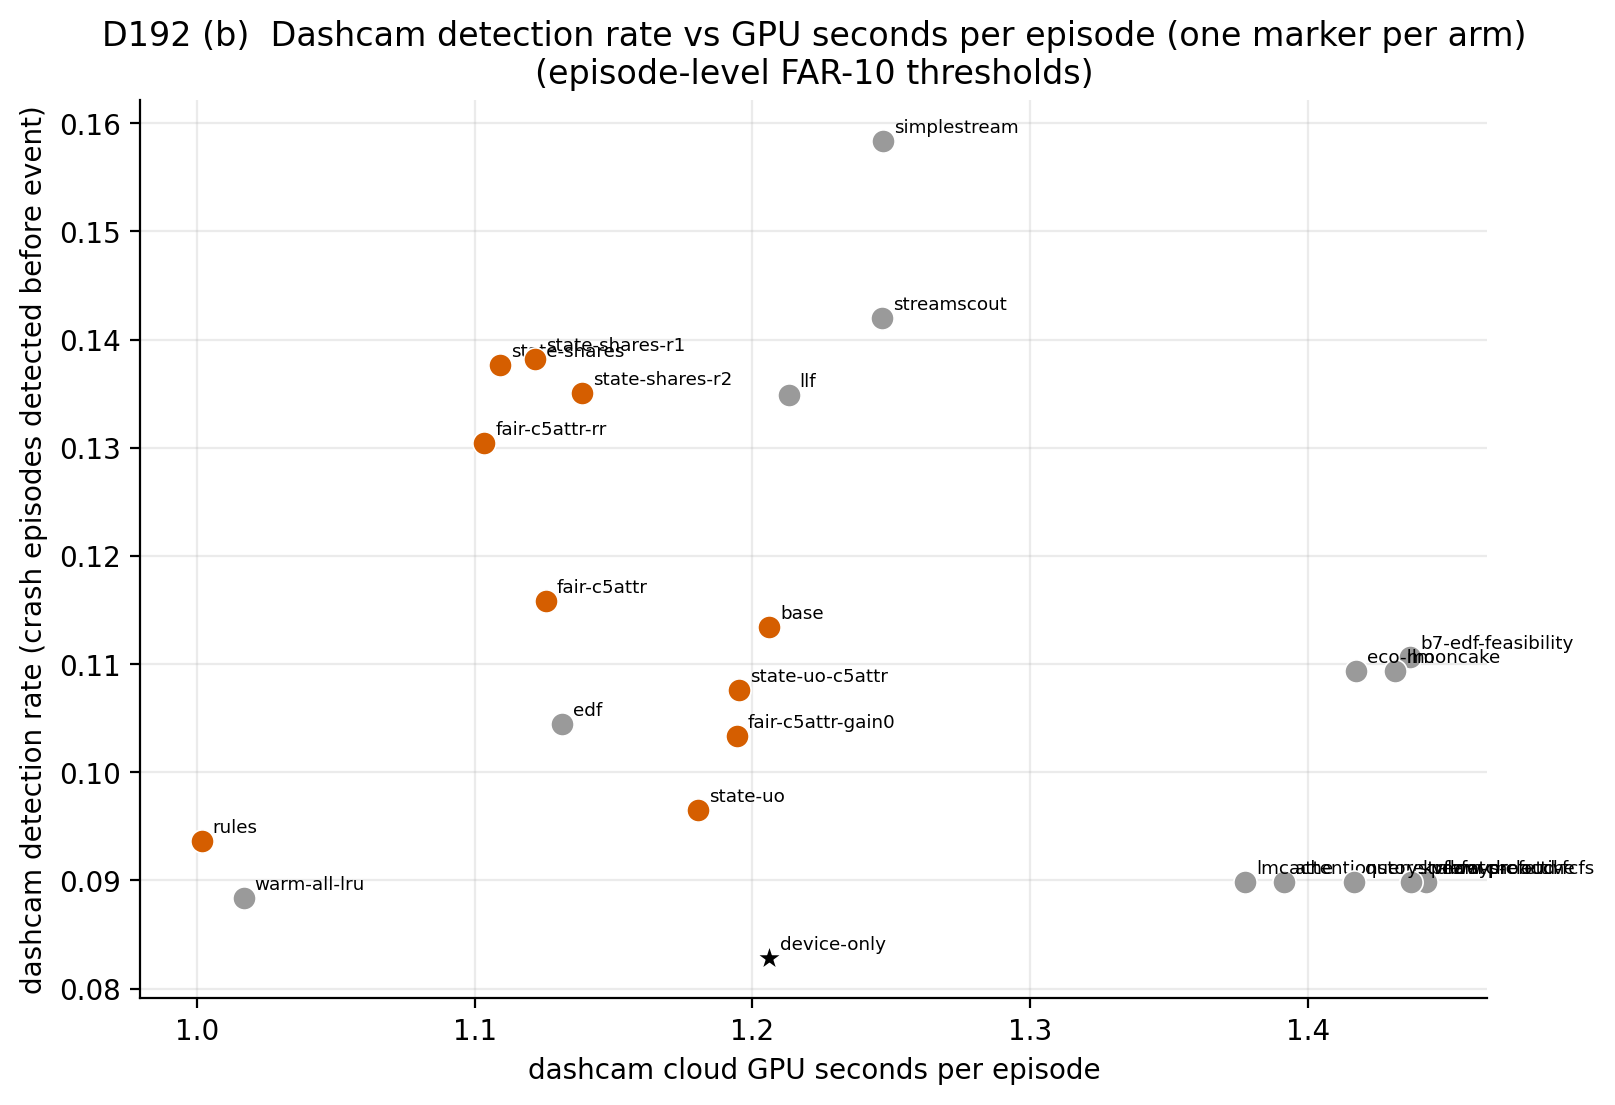 D192 (b)  Dashcam detection rate vs GPU seconds per episode (one marker per arm)
(episode-level FAR-10 thresholds)
dashcam detection rate (crash episodes detected before event)
0.16
0.15
0.14
0.13
0.12
0.11
0.10
0.09
0.08
simplestream
streamscout
state-shares-r1
state-shares
state-shares-r2
llf
fair-c5attr-rr
fair-c5attr
base
b7-edf-feasibility
mooncake
state-uo-c5attr
edf
fair-c5attr-gain0
state-uo
rules
warm-all-lru
lmcache
device-only
1.0
1.1
1.2
1.3
1.4
dashcam cloud GPU seconds per episode